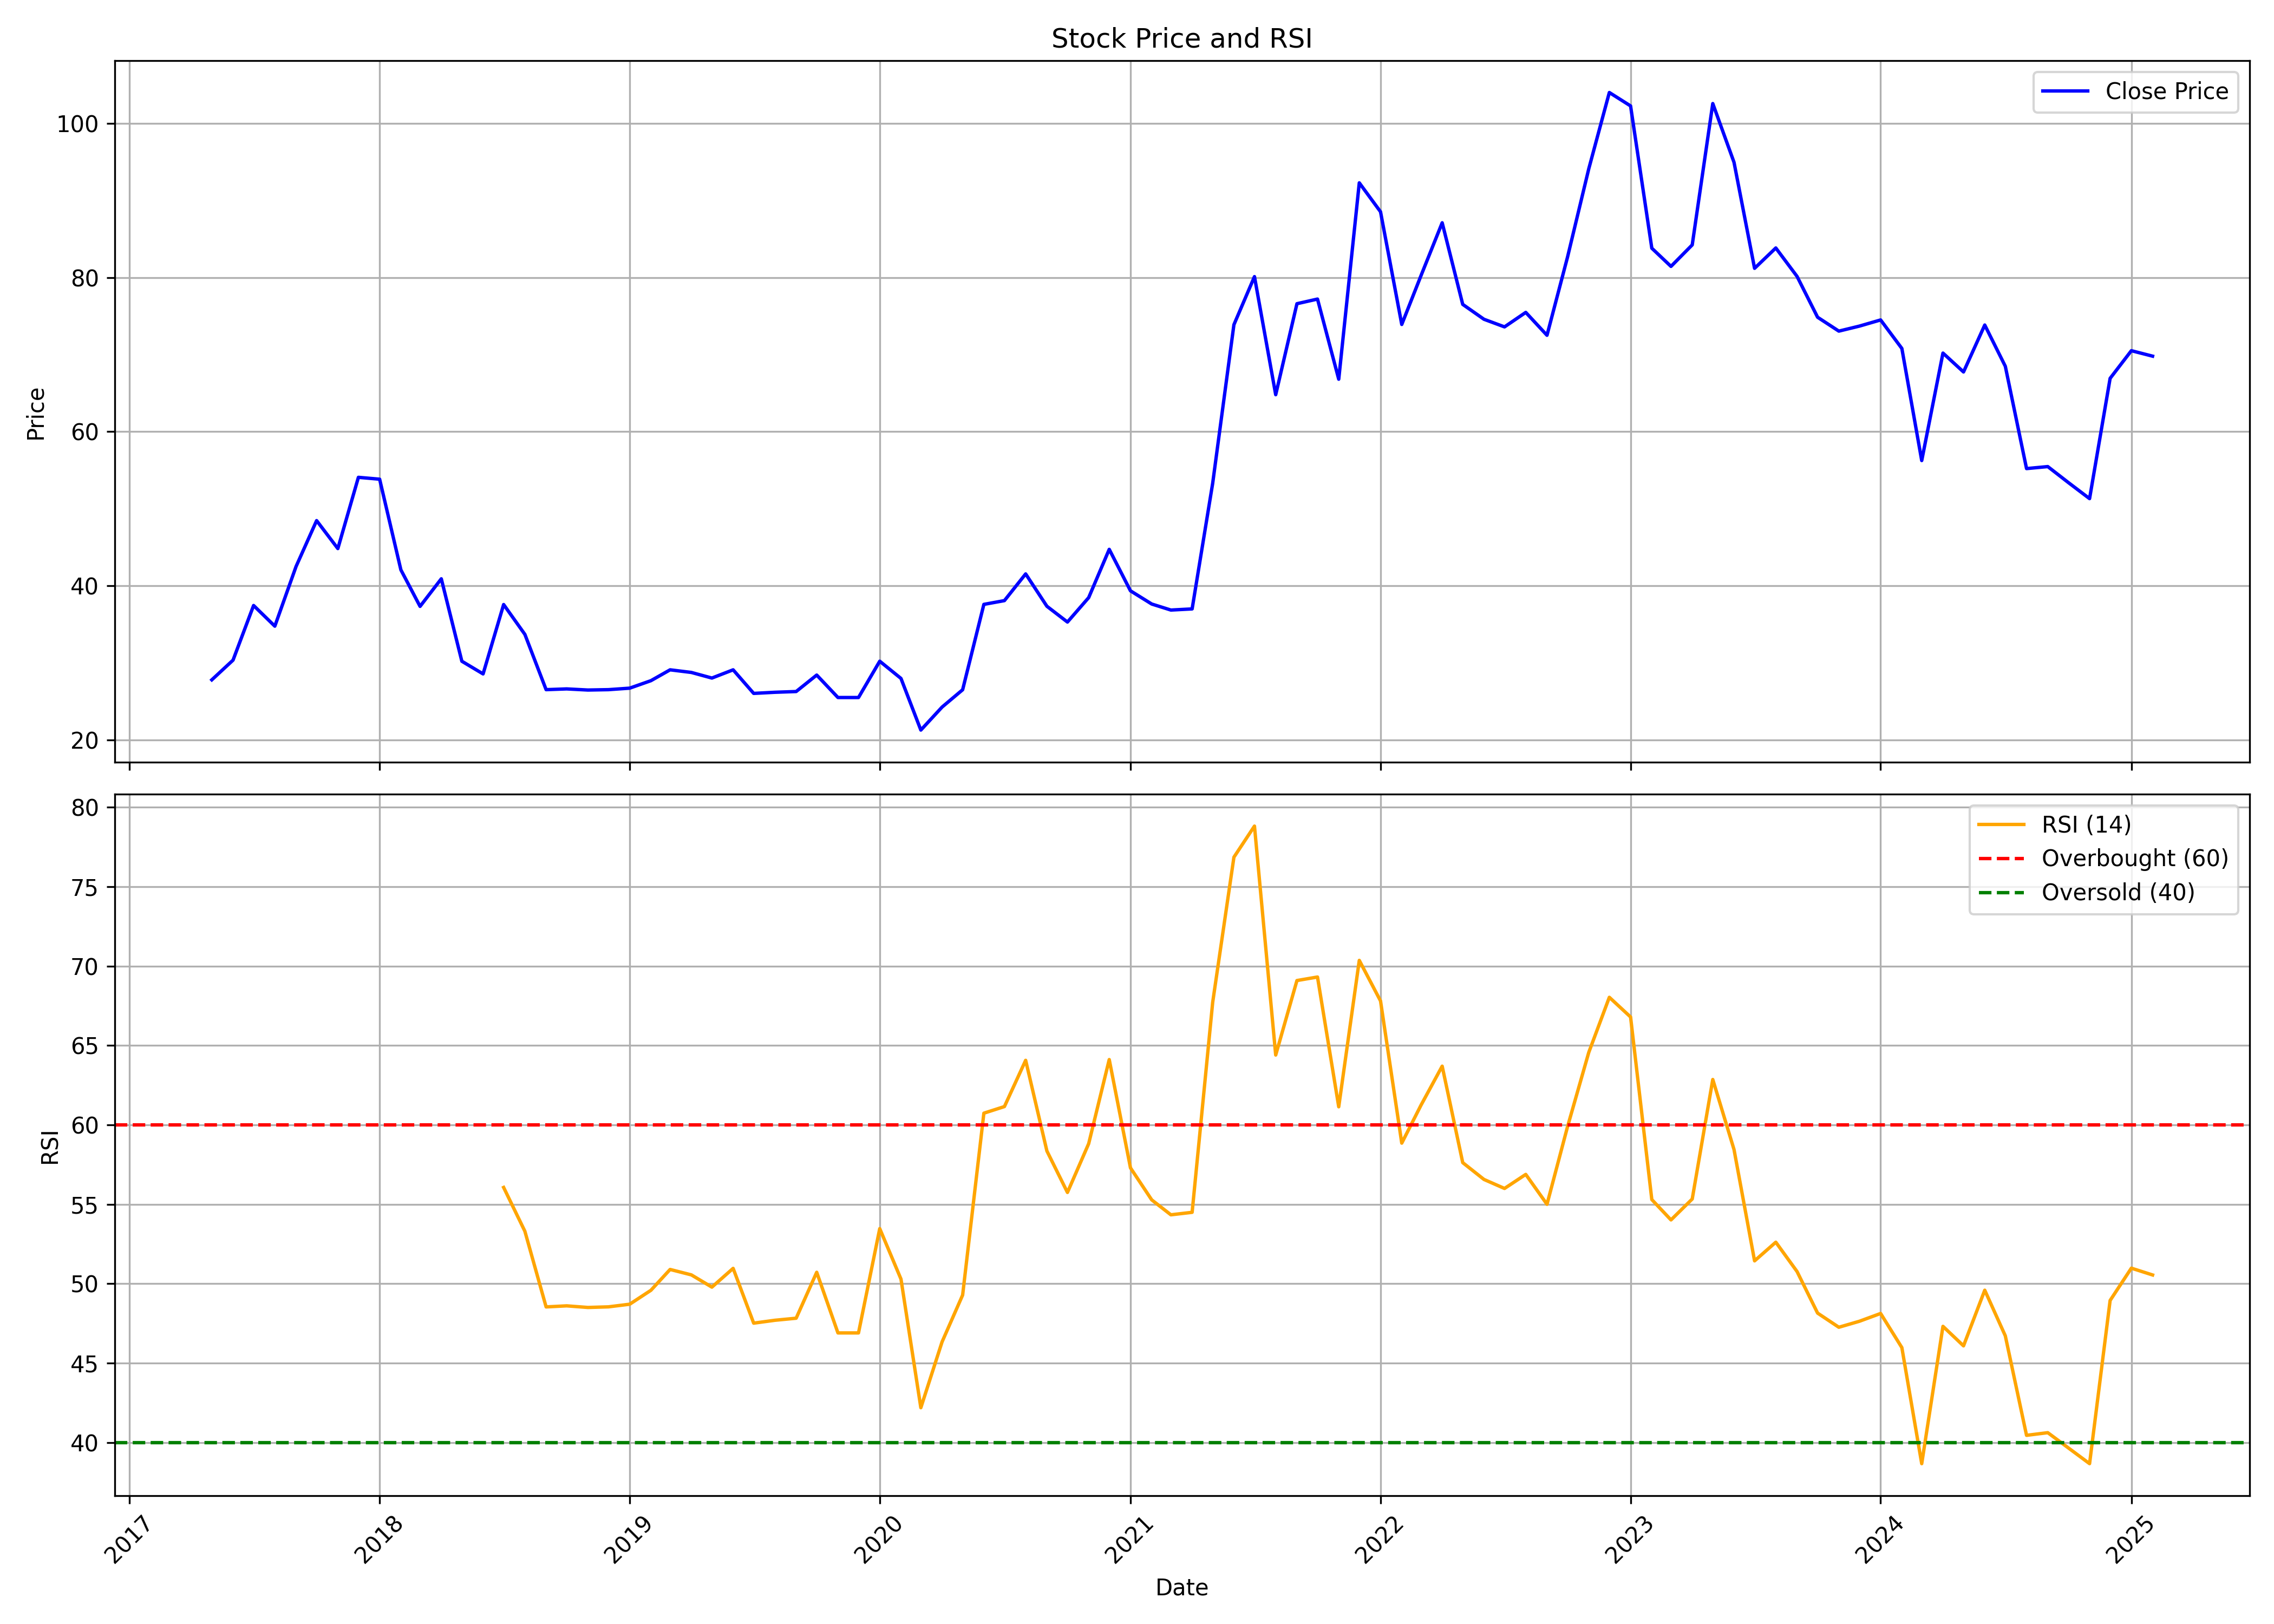 Stock Price and RSI
Close Price
100
80
60
40
20
Price
RSI (14)
Overbought (60)
Oversold (40)
80
75
70
65
60
55
50
45
40
RSI
2017
2018
2019
2020
2021
2022
2023
2024
2025
Date